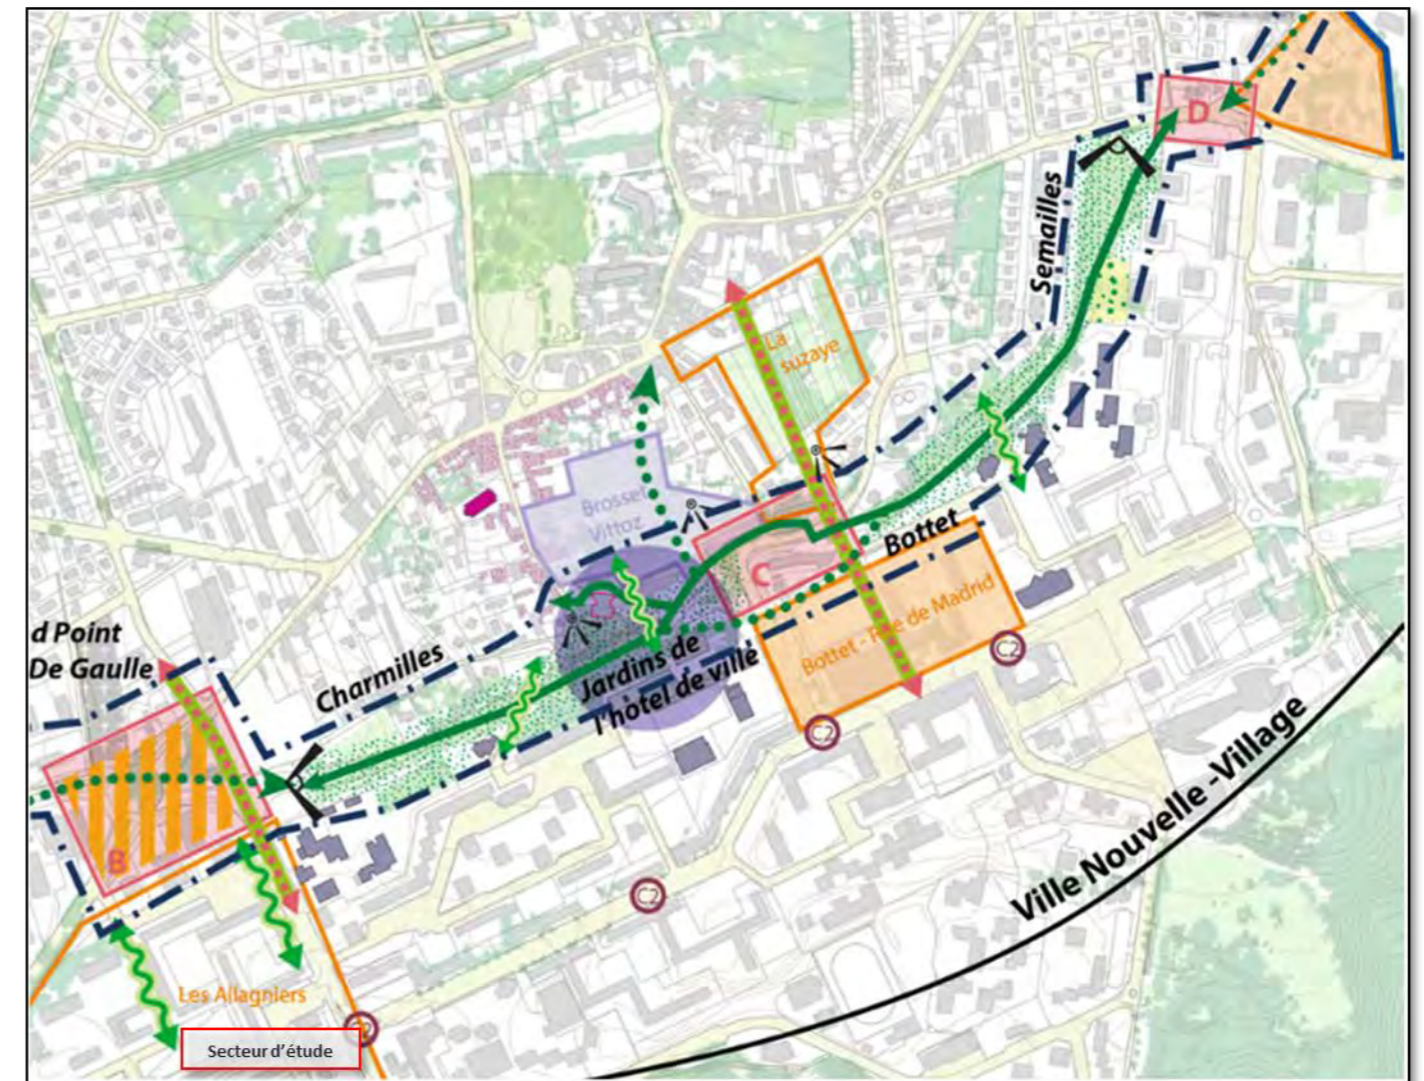 D
Semailles
La
suzaye
Brosset
Vittoz
Bottet
C
Bottet - Rue de Madrid
C2
d Point
De Gaulle
Charmilles
Jardins de
l'hotel de ville
C2
B
C2
Ville Nouvelle -Village
Les Allagniers
Secteur d'étude